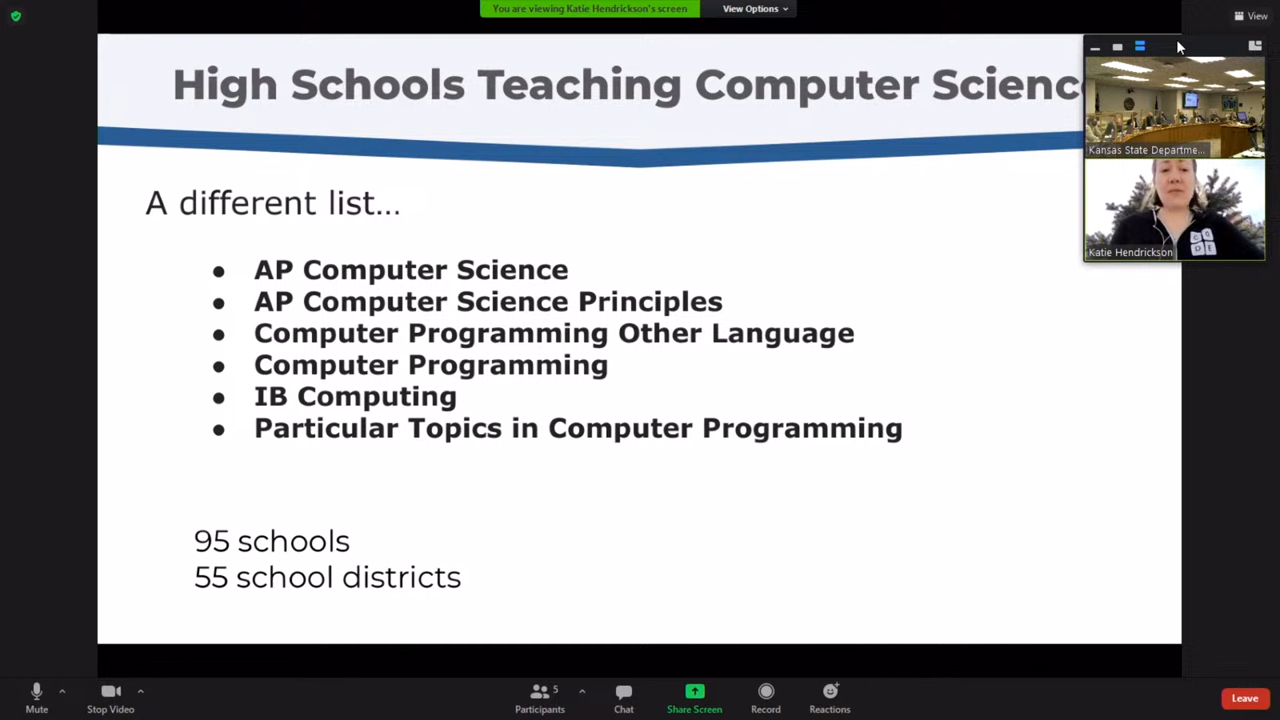 You are viewing Katie Hendrickson's screen
View Options
View
High Schools Teaching Computer Scienc
A different list...
● AP Computer Science
● AP Computer Science Principles
● Computer Programming Other Language
● Computer Programming
● IB Computing
● Particular Topics in Computer Programming
95 schools
55 school districts
Kansas State Departme...
CODE
Katie Hendrickson
Mute
Stop Video
5
Participants
Chat
Share Screen
Record
Reactions
Leave